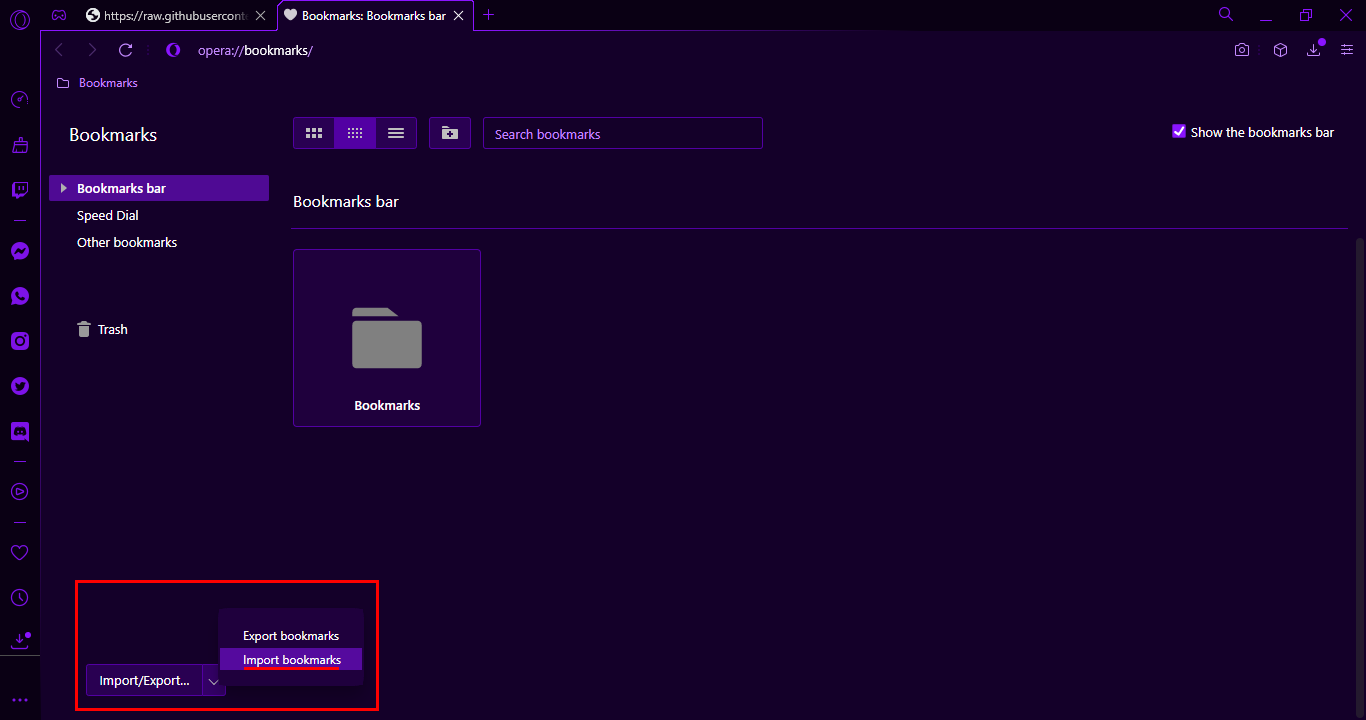 https://raw.githubuserconte
Bookmarks: Bookmarks bar
opera://bookmarks/
Bookmarks
Bookmarks
Search bookmarks
Show the bookmarks bar
Bookmarks bar
Speed Dial
Other bookmarks
Trash
Bookmarks bar
Bookmarks
Export bookmarks
Import bookmarks
Import/Export...